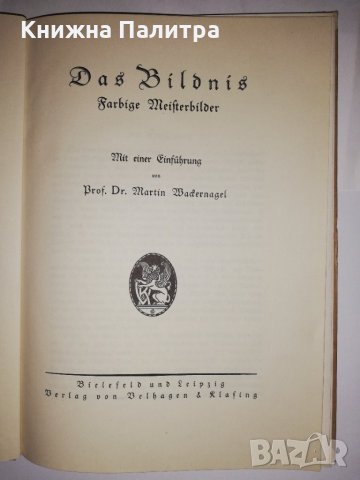 Книжна Палитра
Das Bildnis
Farbige Meisterbilder
Mit einer Einführung
von
Prof. Dr. Martin Wackernagel
Bielefeld und Leipzig
Verlag von Velhagen & Klasing
BAZAR